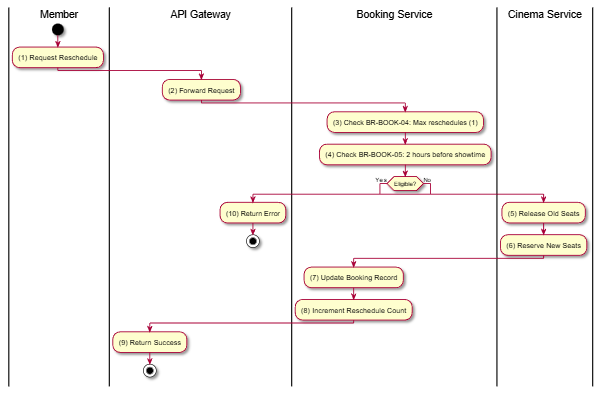 Member
API Gateway
Booking Service
Cinema Service
(1) Request Reschedule
(2) Forward Request
(3) Check BR-BOOK-04: Max reschedules (1)
(4) Check BR-BOOK-05: 2 hours before showtime
Yes
Eligible?
No
(10) Return Error
(5) Release Old Seats
(6) Reserve New Seats
(7) Update Booking Record
(8) Increment Reschedule Count
(9) Return Success